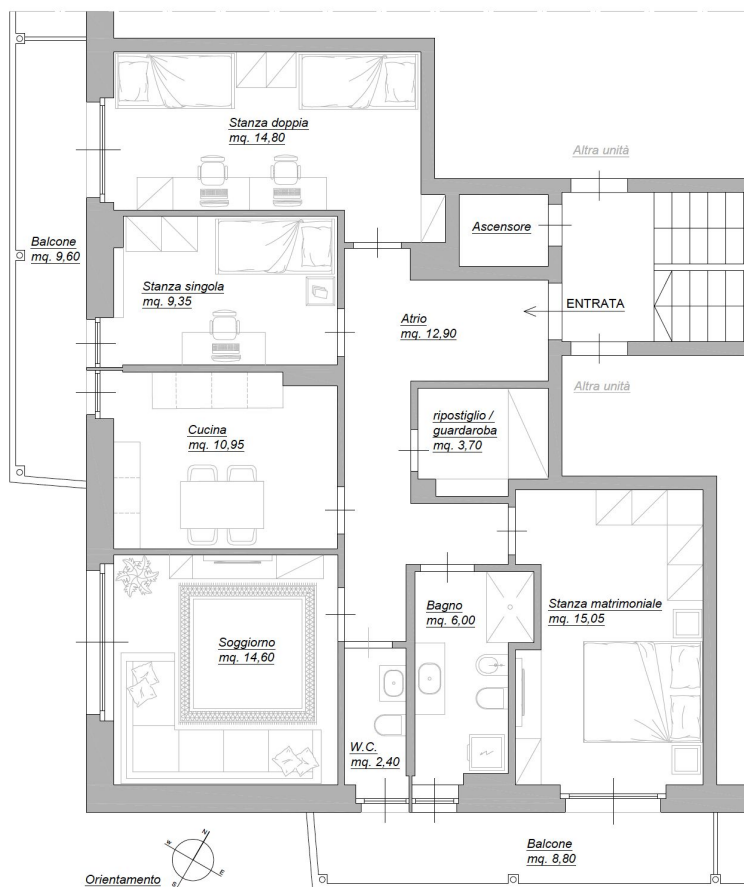 Stanza doppia
mq. 14,80
Altra unità
Ascensore
Balcone
mq. 9,60
Stanza singola
mq. 9,35
ENTRATA
Atrio
mq. 12,90
Altra unità
ripostiglio /
guardaroba
mq. 3,70
Cucina
mq. 10,95
Bagno
mq. 6,00
Stanza matrimoniale
mq. 15,05
Soggiorno
mq. 14,60
W.C.
mq. 2,40
Balcone
mq. 8,80
N
W
E
S
Orientamento